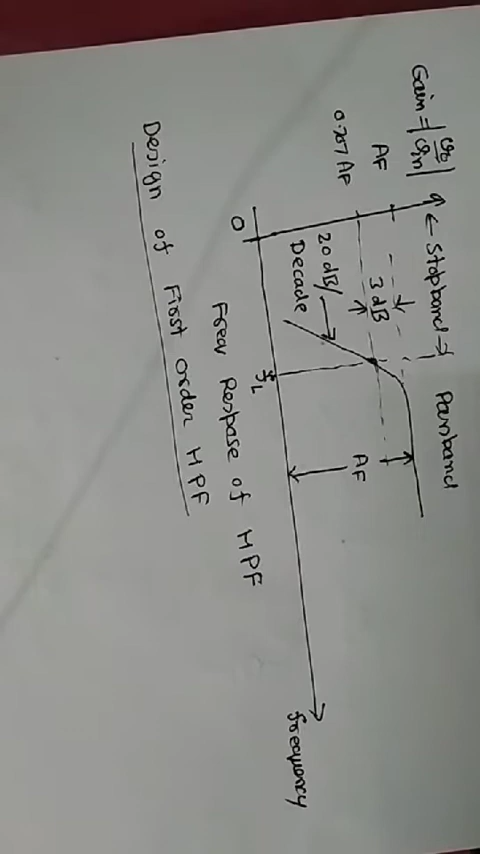 Gain = |vo/vin|
← Stopband →
Passband
AF
3 dB
0.707 AF
20 dB/
Decade
AF
0
fL
frequency
Freq Respose of HPF
Design of First order HPF